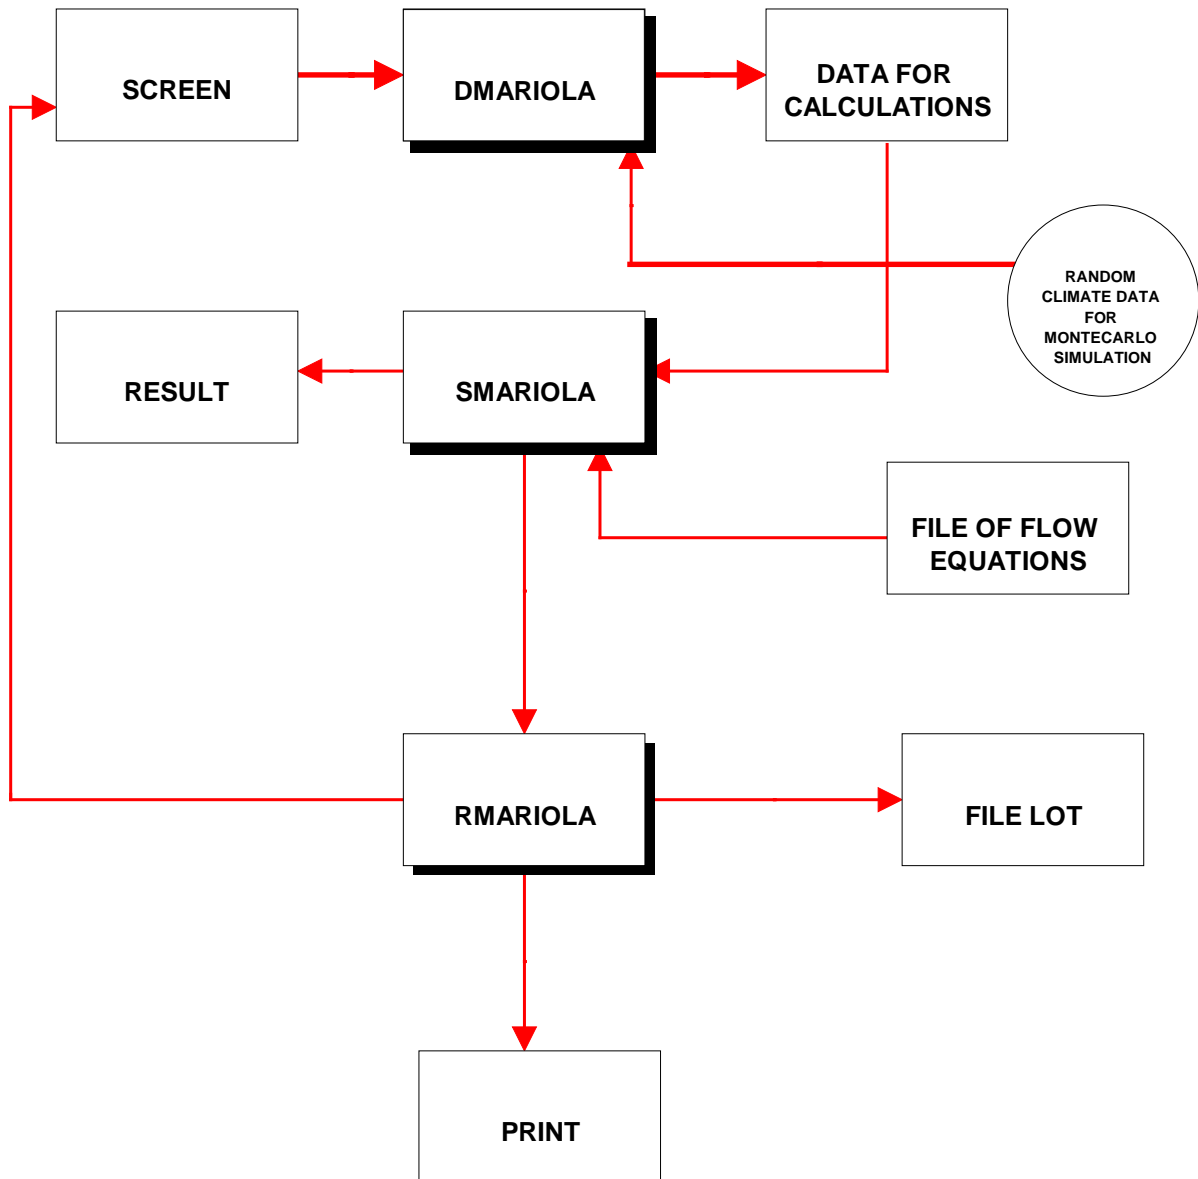 SCREEN
DMARIOLA
DATA FOR
CALCULATIONS
RANDOM
CLIMATE DATA
FOR
MONTECARLO
SIMULATION
RESULT
SMARIOLA
FILE OF FLOW
EQUATIONS
RMARIOLA
FILE LOT
PRINT